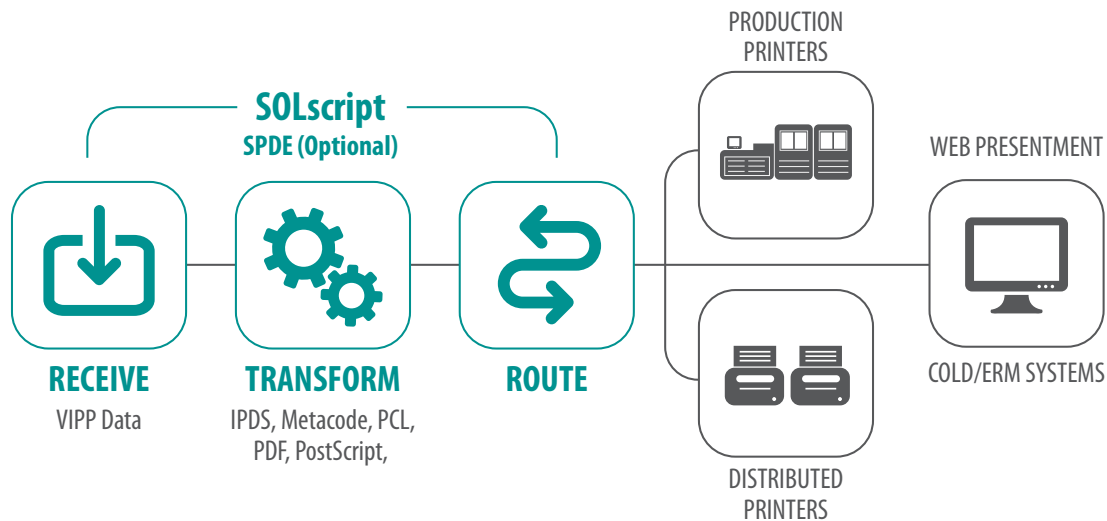 SOLscript
SPDE (Optional)
RECEIVE
VIPP Data
TRANSFORM
IPDS, Metacode, PCL,
PDF, PostScript,
ROUTE
PRODUCTION
PRINTERS
DISTRIBUTED
PRINTERS
WEB PRESENTMENT
COLD/ERM SYSTEMS